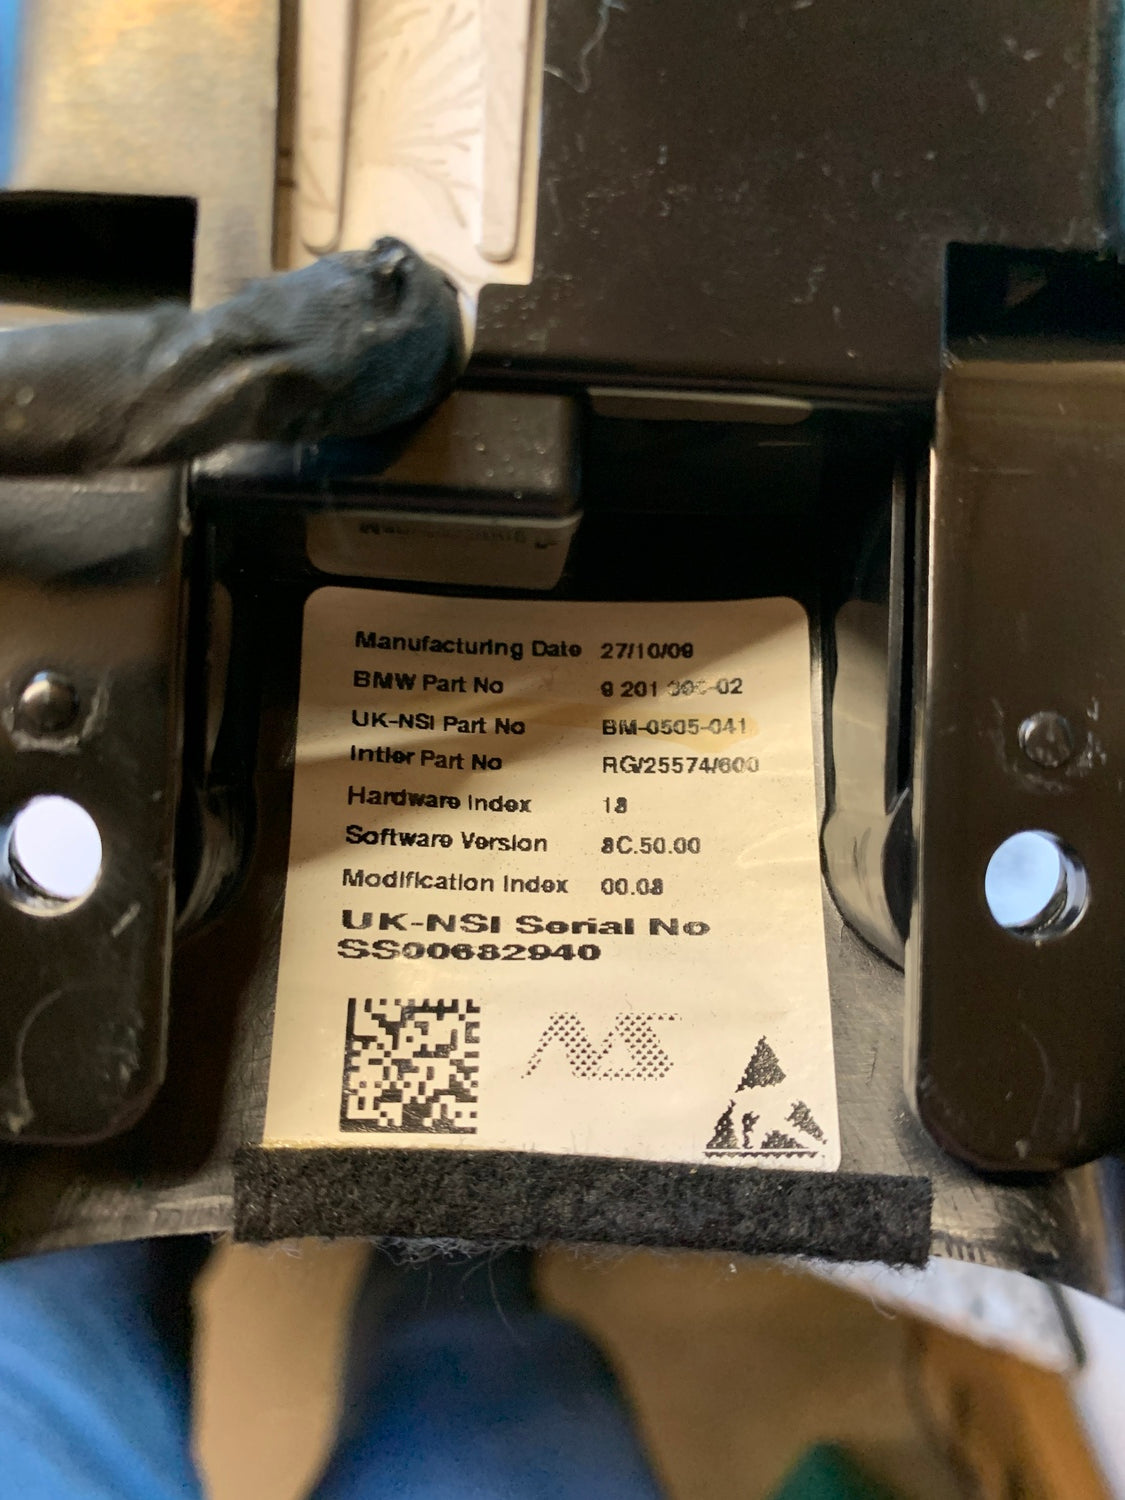 Manufacturing
Manufacturing Date 27/10/09
BMW Part No 9 201 -02
UK-NSI Part No BM-0505-041
Intier Part No RG/25574/600
Hardware Index 18
Software Version 8C.50.00
Modification Index 00.08
UK-NSI Serial No
SS00682940